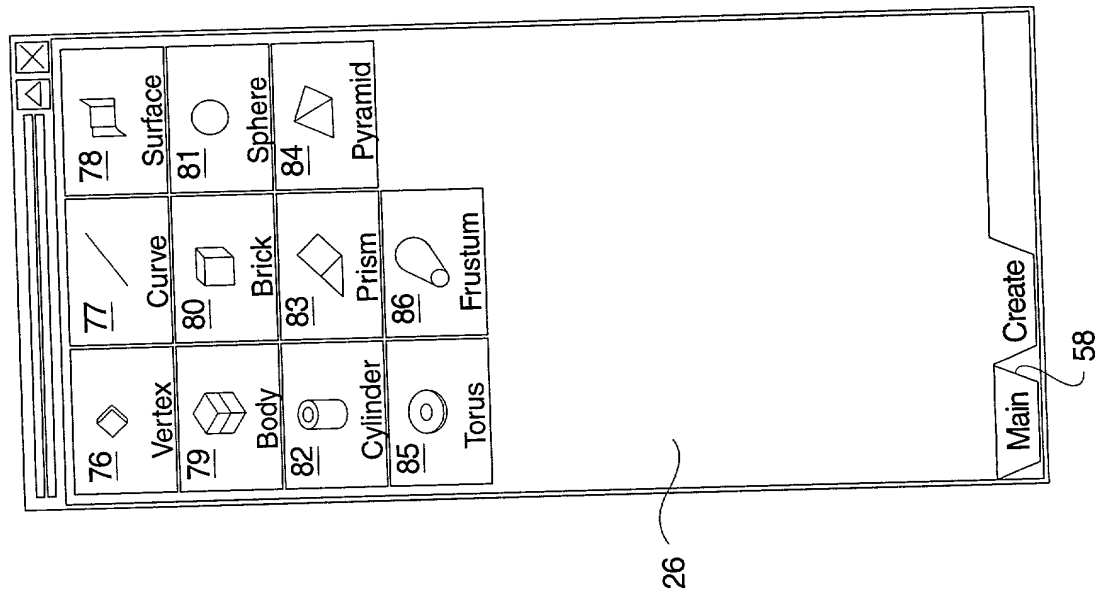 76
Vertex
77
Curve
78
Surface
79
Body
80
Brick
81
Sphere
82
Cylinder
83
Prism
84
Pyramid
85
Torus
86
Frustum
26
Main
Create
58